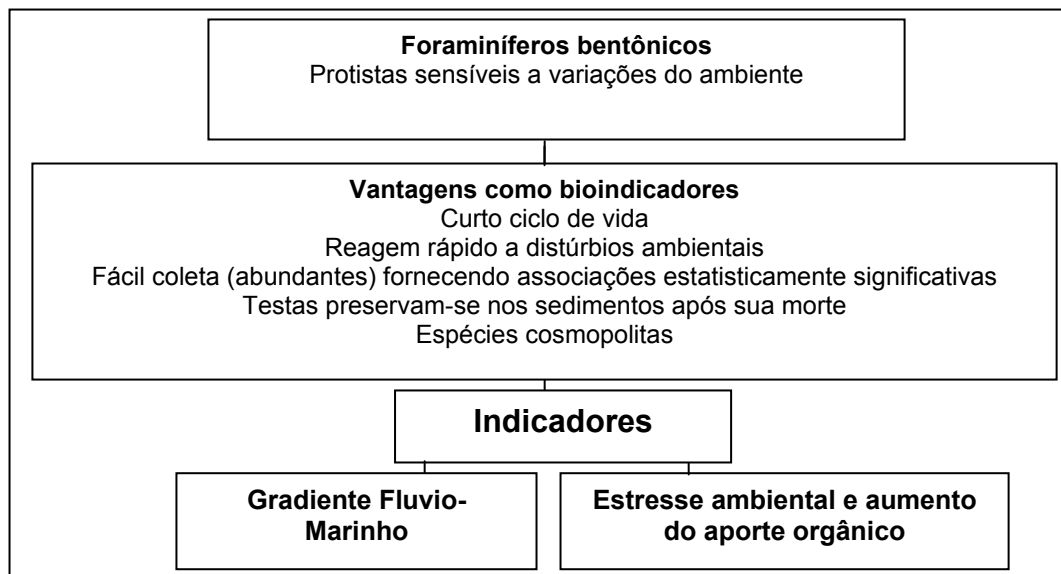 Foraminíferos bentônicos
Protistas sensíveis a variações do ambiente
Vantagens como bioindicadores
Curto ciclo de vida
Reagem rápido a distúrbios ambientais
Fácil coleta (abundantes) fornecendo associações estatisticamente significativas
Testas preservam-se nos sedimentos após sua morte
Espécies cosmopolitas
Indicadores
Gradiente Fluvio-
Marinho
Estresse ambiental e aumento
do aporte orgânico